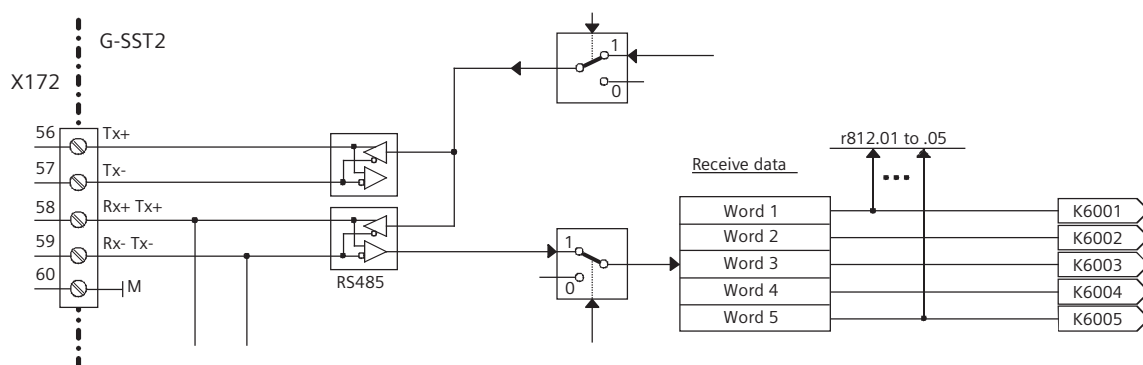 G-SST2
X172
1
0
56 Tx+
57 Tx-
58 Rx+ Tx+
59 Rx- Tx-
60 M
RS485
1
0
r812.01 to .05
Receive data
Word 1 K6001
Word 2 K6002
Word 3 K6003
Word 4 K6004
Word 5 K6005